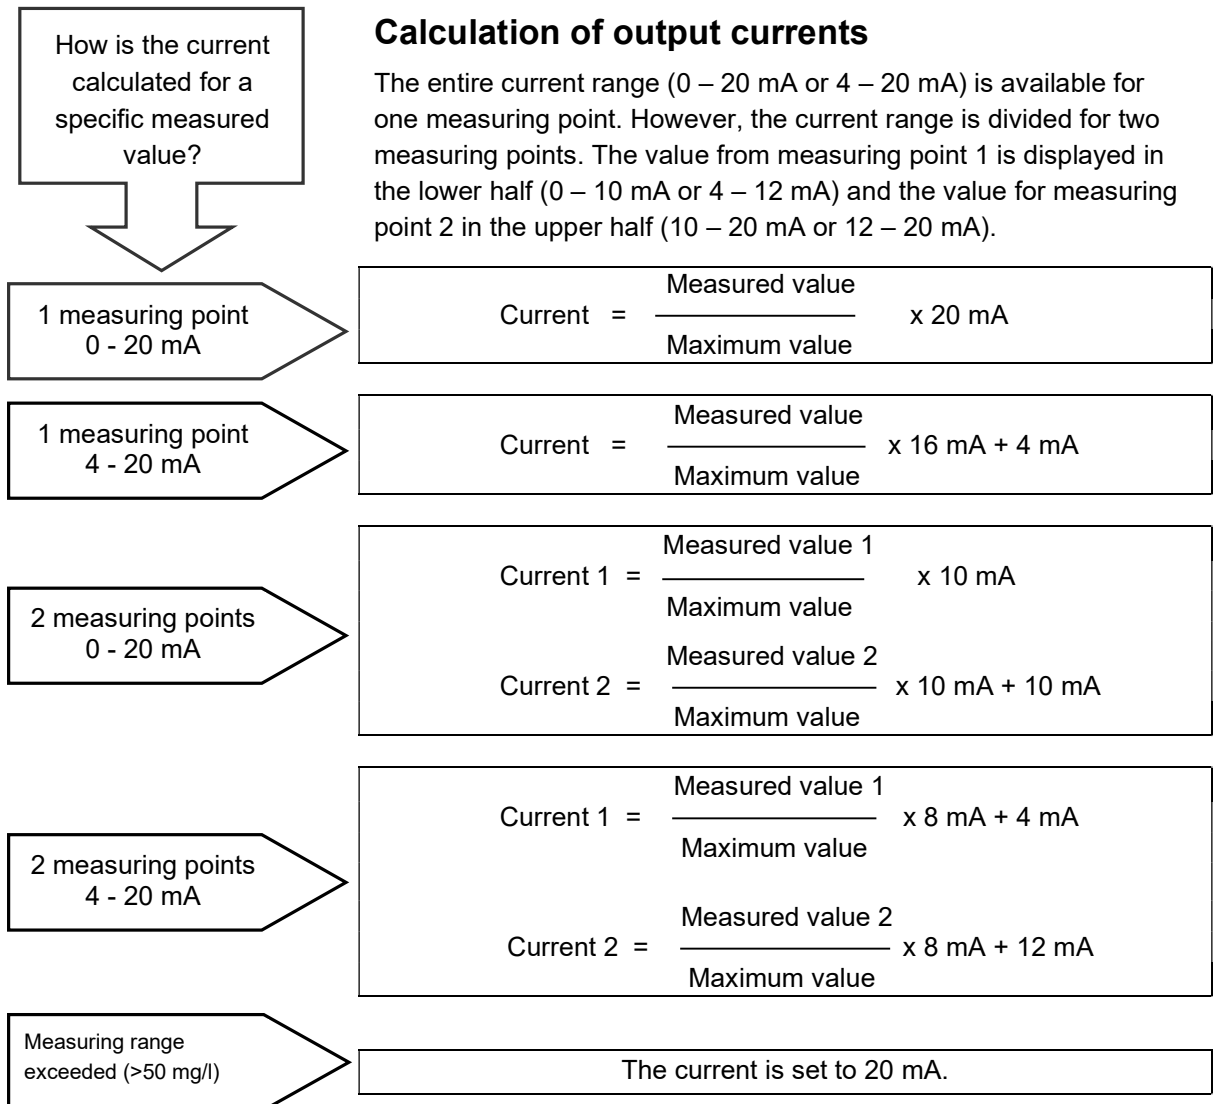 How is the current
calculated for a
specific measured
value?
Calculation of output currents
The entire current range (0 – 20 mA or 4 – 20 mA) is available for
one measuring point. However, the current range is divided for two
measuring points. The value from measuring point 1 is displayed in
the lower half (0 – 10 mA or 4 – 12 mA) and the value for measuring
point 2 in the upper half (10 – 20 mA or 12 – 20 mA).
1 measuring point
0 - 20 mA
Measured value
Current = x 20 mA
Maximum value
1 measuring point
4 - 20 mA
Measured value
Current = x 16 mA + 4 mA
Maximum value
2 measuring points
0 - 20 mA
Measured value 1
Current 1 = x 10 mA
Maximum value
Measured value 2
Current 2 = x 10 mA + 10 mA
Maximum value
2 measuring points
4 - 20 mA
Measured value 1
Current 1 = x 8 mA + 4 mA
Maximum value
Measured value 2
Current 2 = x 8 mA + 12 mA
Maximum value
Measuring range
exceeded (>50 mg/l)
The current is set to 20 mA.